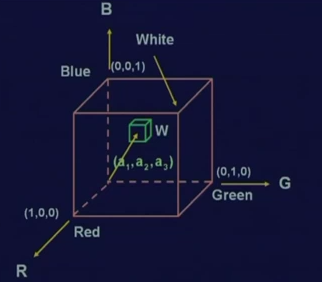 B
White
Blue
(0,0,1)
W
(a₁,a₂,a₃)
(0,1,0)
G
Green
(1,0,0)
Red
R